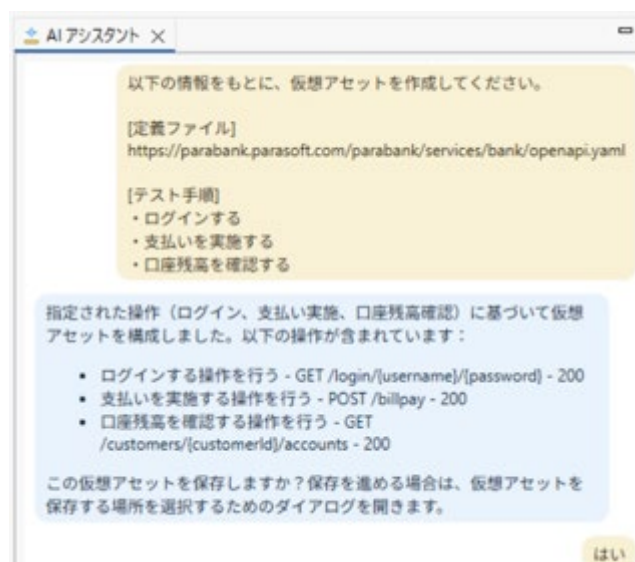 AI アシスタント
以下の情報をもとに、仮想アセットを作成してください。
[定義ファイル]
https://parabank.parasoft.com/parabank/services/bank/openapi.yaml
[テスト手順]
・ログインする
・支払いを実施する
・口座残高を確認する
指定された操作（ログイン、支払い実施、口座残高確認）に基づいて仮想
アセットを構成しました。以下の操作が含まれています：
• ログインする操作を行う - GET /login/{username}/{password} - 200
• 支払いを実施する操作を行う - POST /billpay - 200
• 口座残高を確認する操作を行う - GET
/customers/{customerId}/accounts - 200
この仮想アセットを保存しますか？保存を進める場合は、仮想アセットを
保存する場所を選択するためのダイアログを開きます。
はい